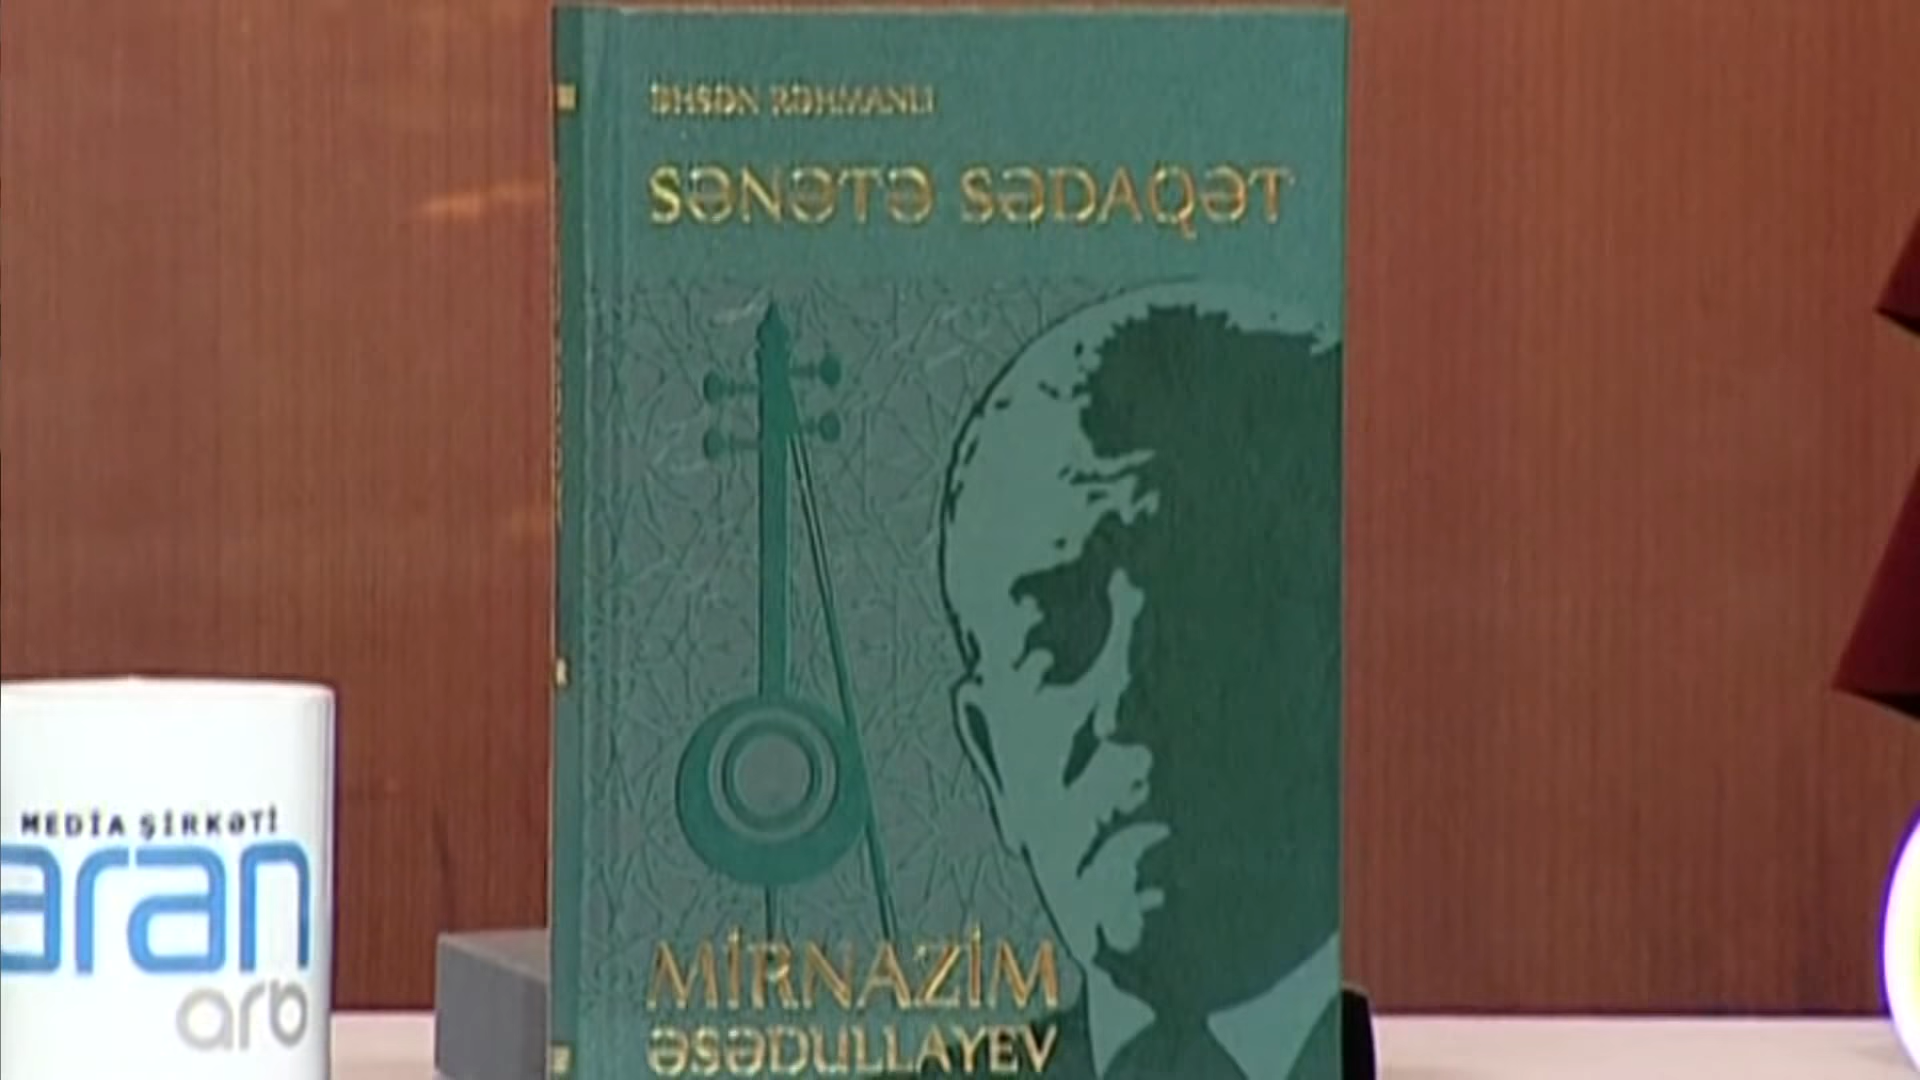 ƏHSƏN RƏHMANLI
SƏNƏTƏ SƏDAQƏT
MİRNAZİM
ƏSƏDULLAYEV
MEDİA ŞİRKƏTİ
aran
arb